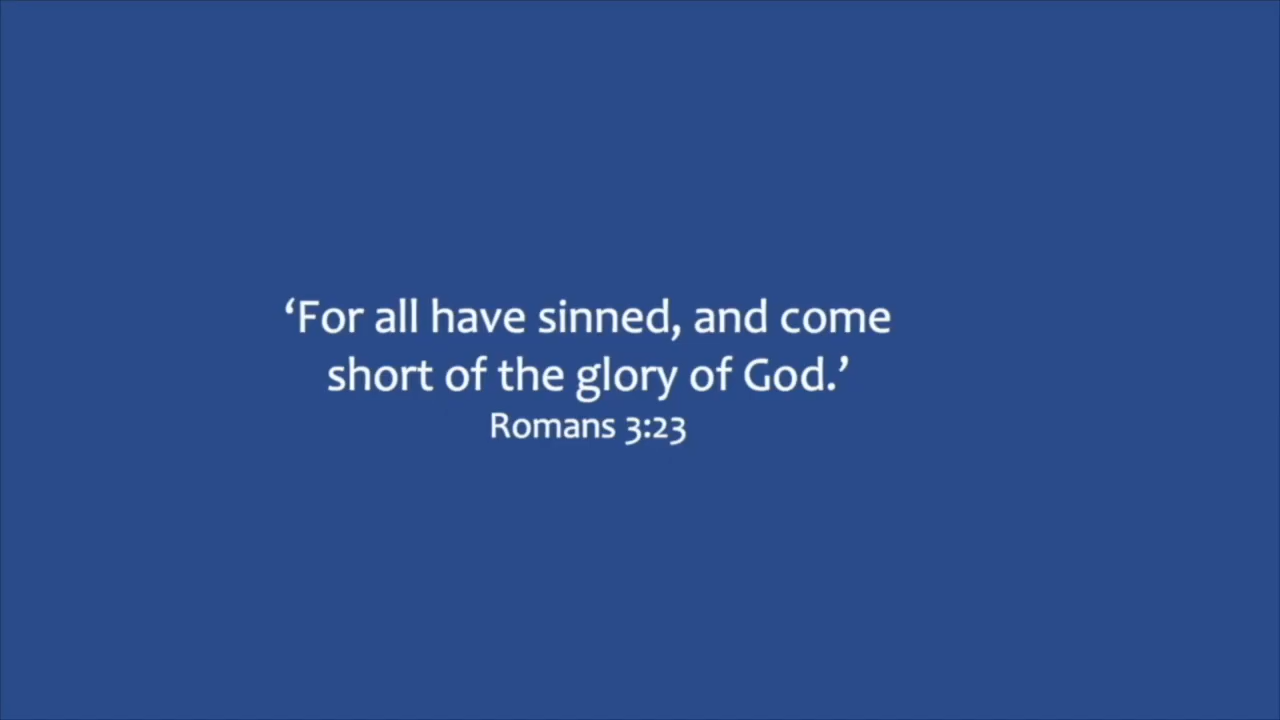 ‘For all have sinned, and come
short of the glory of God.’
Romans 3:23